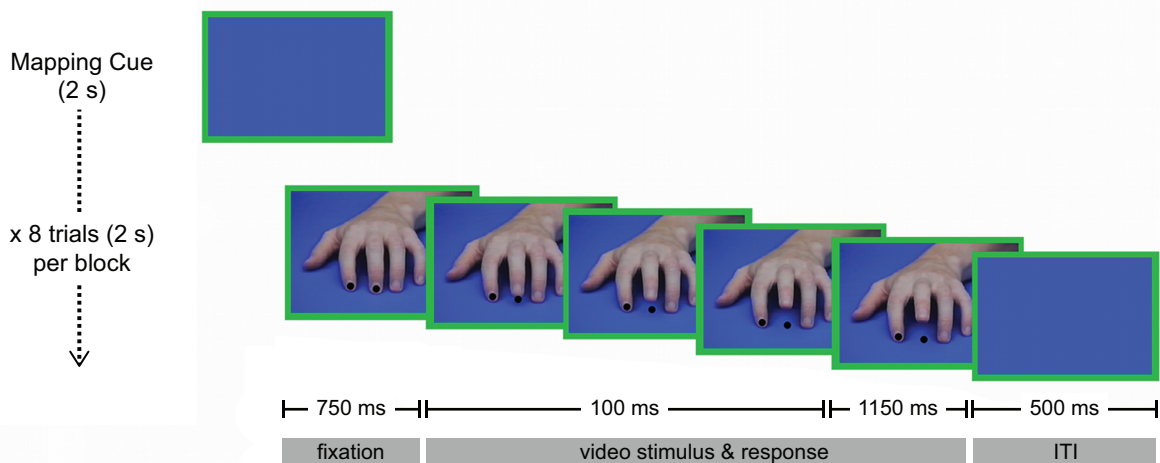 Mapping Cue
(2 s)
x 8 trials (2 s)
per block
750 ms
100 ms
1150 ms
500 ms
fixation
video stimulus & response
ITI